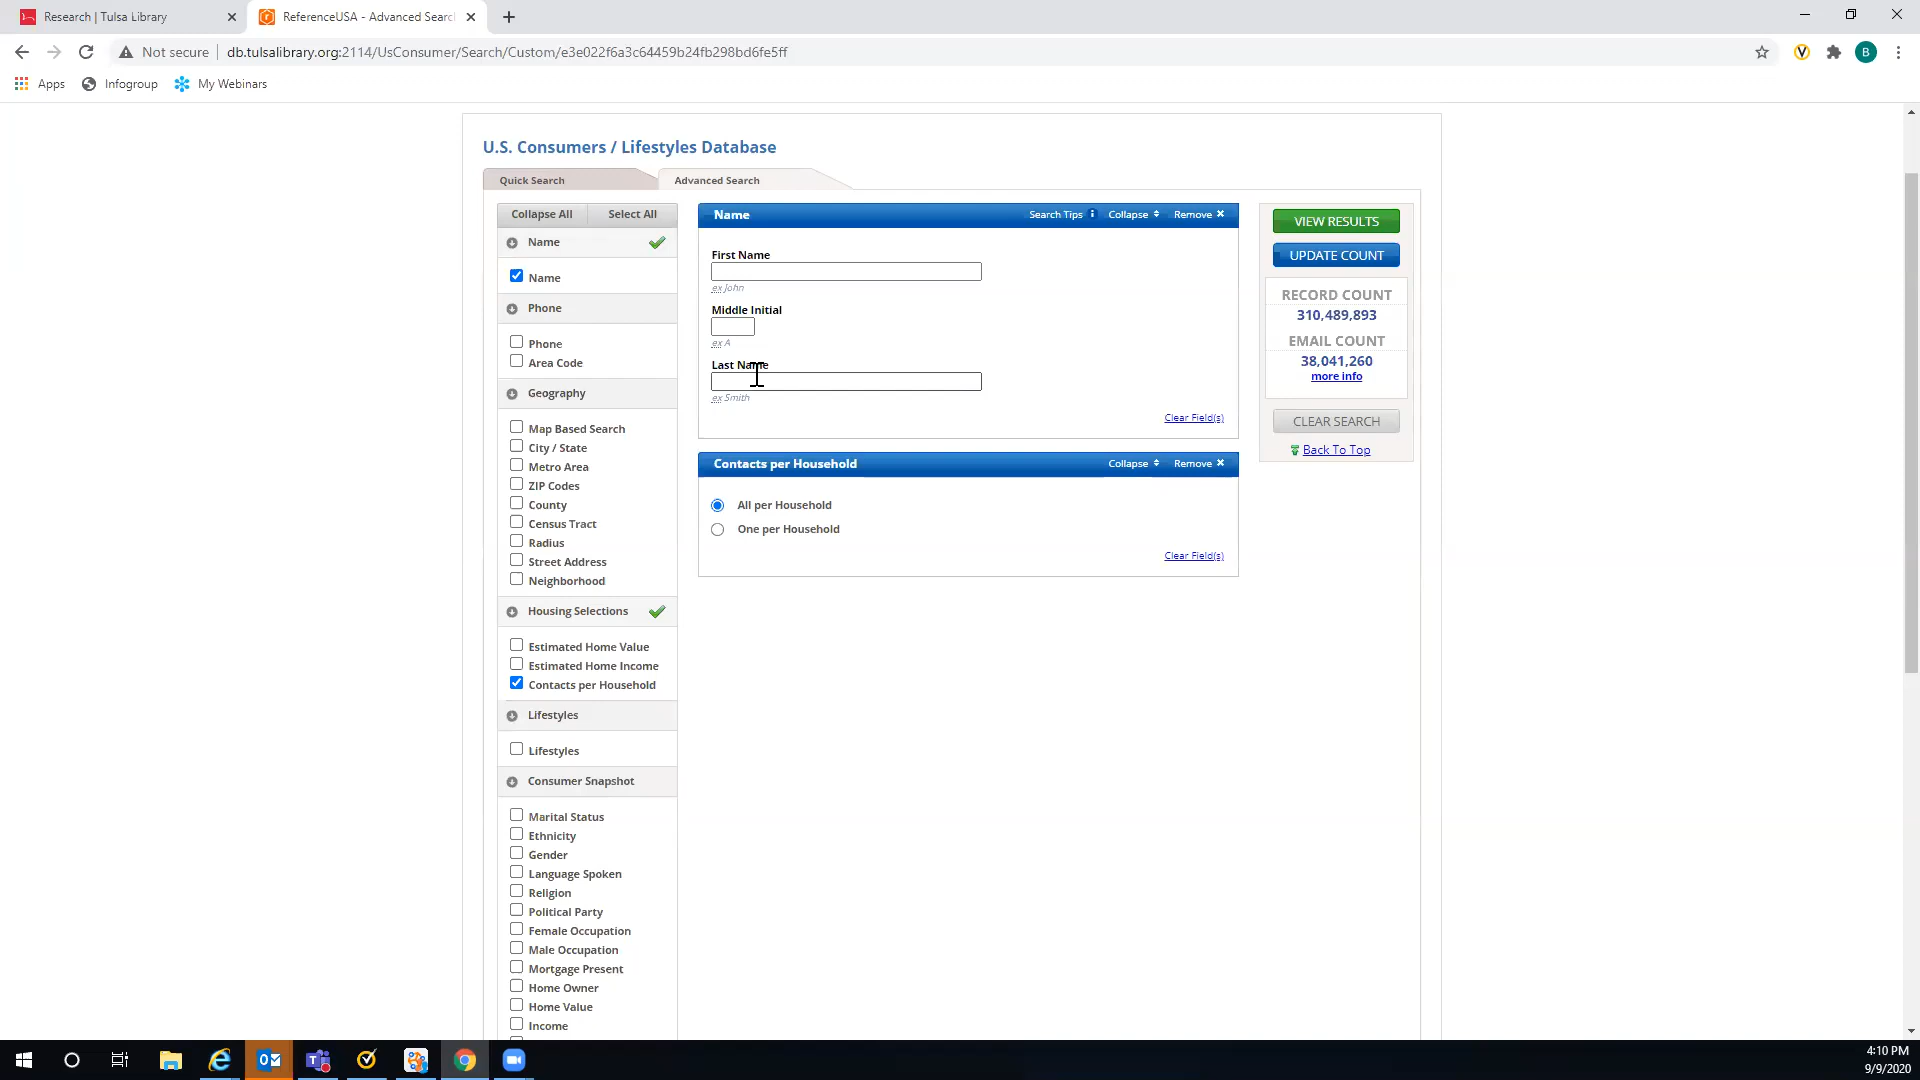 Research | Tulsa Library
ReferenceUSA - Advanced Searc
Not secure
db.tulsalibrary.org:2114/UsConsumer/Search/Custom/e3e022f6a3c64459b24fb298bd6fe5ff
B
Apps
Infogroup
My Webinars
U.S. Consumers / Lifestyles Database
Quick Search
Advanced Search
Collapse All
Select All
Name
Name
Phone
Phone
Area Code
Geography
Map Based Search
City / State
Metro Area
ZIP Codes
County
Census Tract
Radius
Street Address
Neighborhood
Housing Selections
Estimated Home Value
Estimated Home Income
Contacts per Household
Lifestyles
Lifestyles
Consumer Snapshot
Marital Status
Ethnicity
Gender
Language Spoken
Religion
Political Party
Female Occupation
Male Occupation
Mortgage Present
Home Owner
Home Value
Income
Name
Search Tips
Collapse
Remove
First Name
ex John
Middle Initial
ex A
Last Name
ex Smith
Clear Field(s)
Contacts per Household
Collapse
Remove
All per Household
One per Household
Clear Field(s)
VIEW RESULTS
UPDATE COUNT
RECORD COUNT
310,489,893
EMAIL COUNT
38,041,260
more info
CLEAR SEARCH
Back To Top
4:10 PM
9/9/2020